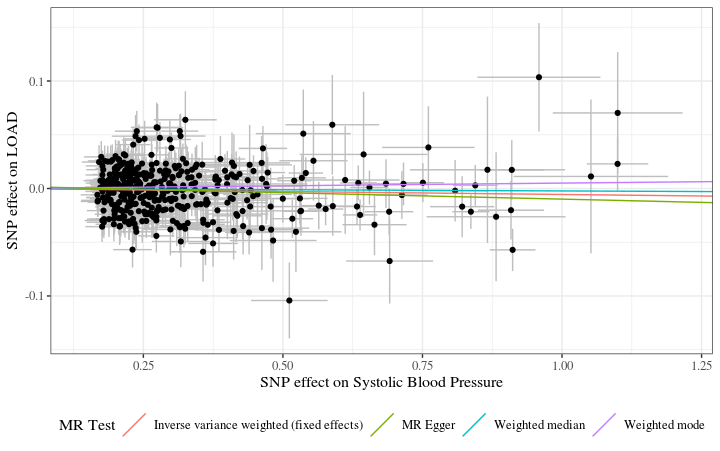 0.1
0.0
-0.1
SNP effect on LOAD
0.25
0.50
0.75
1.00
1.25
SNP effect on Systolic Blood Pressure
MR Test
Inverse variance weighted (fixed effects)
MR Egger
Weighted median
Weighted mode